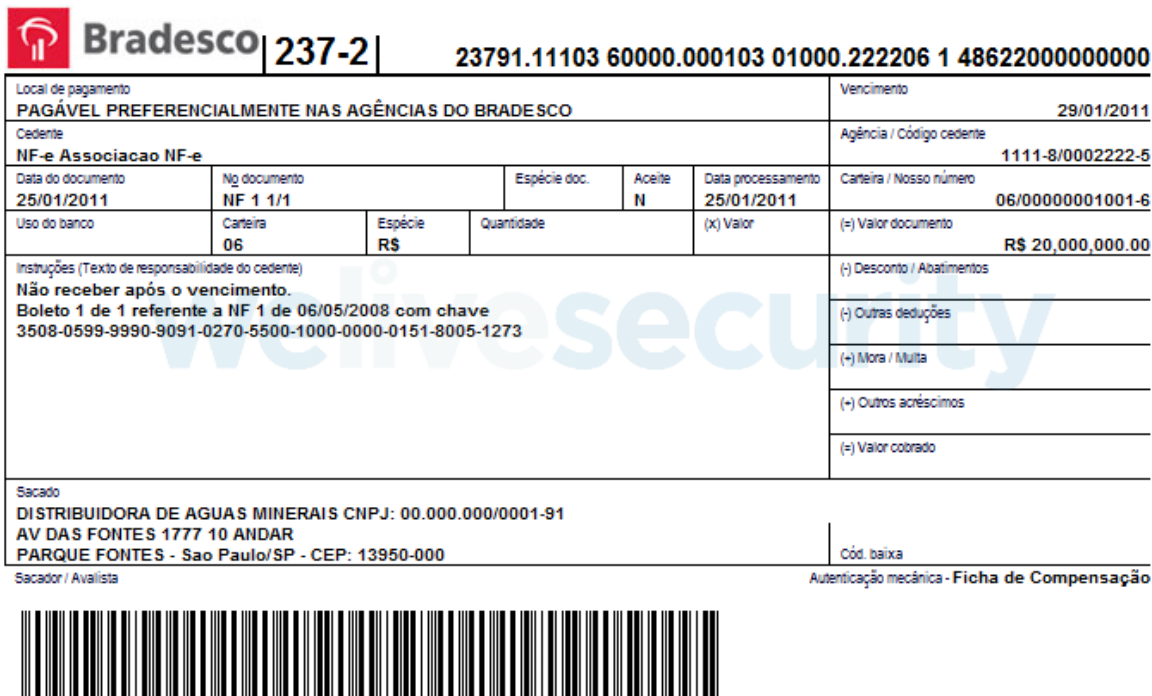 Bradesco 237-2 23791.11103 60000.000103 01000.222206 1 48622000000000
Local de pagamento Vencimento
PAGÁVEL PREFERENCIALMENTE NAS AGÊNCIAS DO BRADESCO 29/01/2011
Cedente Agência / Código cedente
NF-e Associacao NF-e 1111-8/0002222-5
Data do documento No documento Espécie doc. Aceite Data processamento Carteira / Nosso número
25/01/2011 NF 1 1/1 N 25/01/2011 06/00000001001-6
Uso do banco Carteira Espécie Quantidade (x) Valor (=) Valor documento
06 R$ R$ 20,000,000.00
Instruções (Texto de responsabilidade do cedente) (-) Desconto / Abatimentos
Não receber após o vencimento.
Boleto 1 de 1 referente a NF 1 de 06/05/2008 com chave
3508-0599-9990-9091-0270-5500-1000-0000-0151-8005-1273
(-) Outras deduções
welivesecurity
(+) Mora / Multa
(+) Outros acréscimos
(=) Valor cobrado
Sacado
DISTRIBUIDORA DE AGUAS MINERAIS CNPJ: 00.000.000/0001-91
AV DAS FONTES 1777 10 ANDAR
PARQUE FONTES - Sao Paulo/SP - CEP: 13950-000 Cód. baixa
Sacador / Avalista Autenticação mecânica - Ficha de Compensação